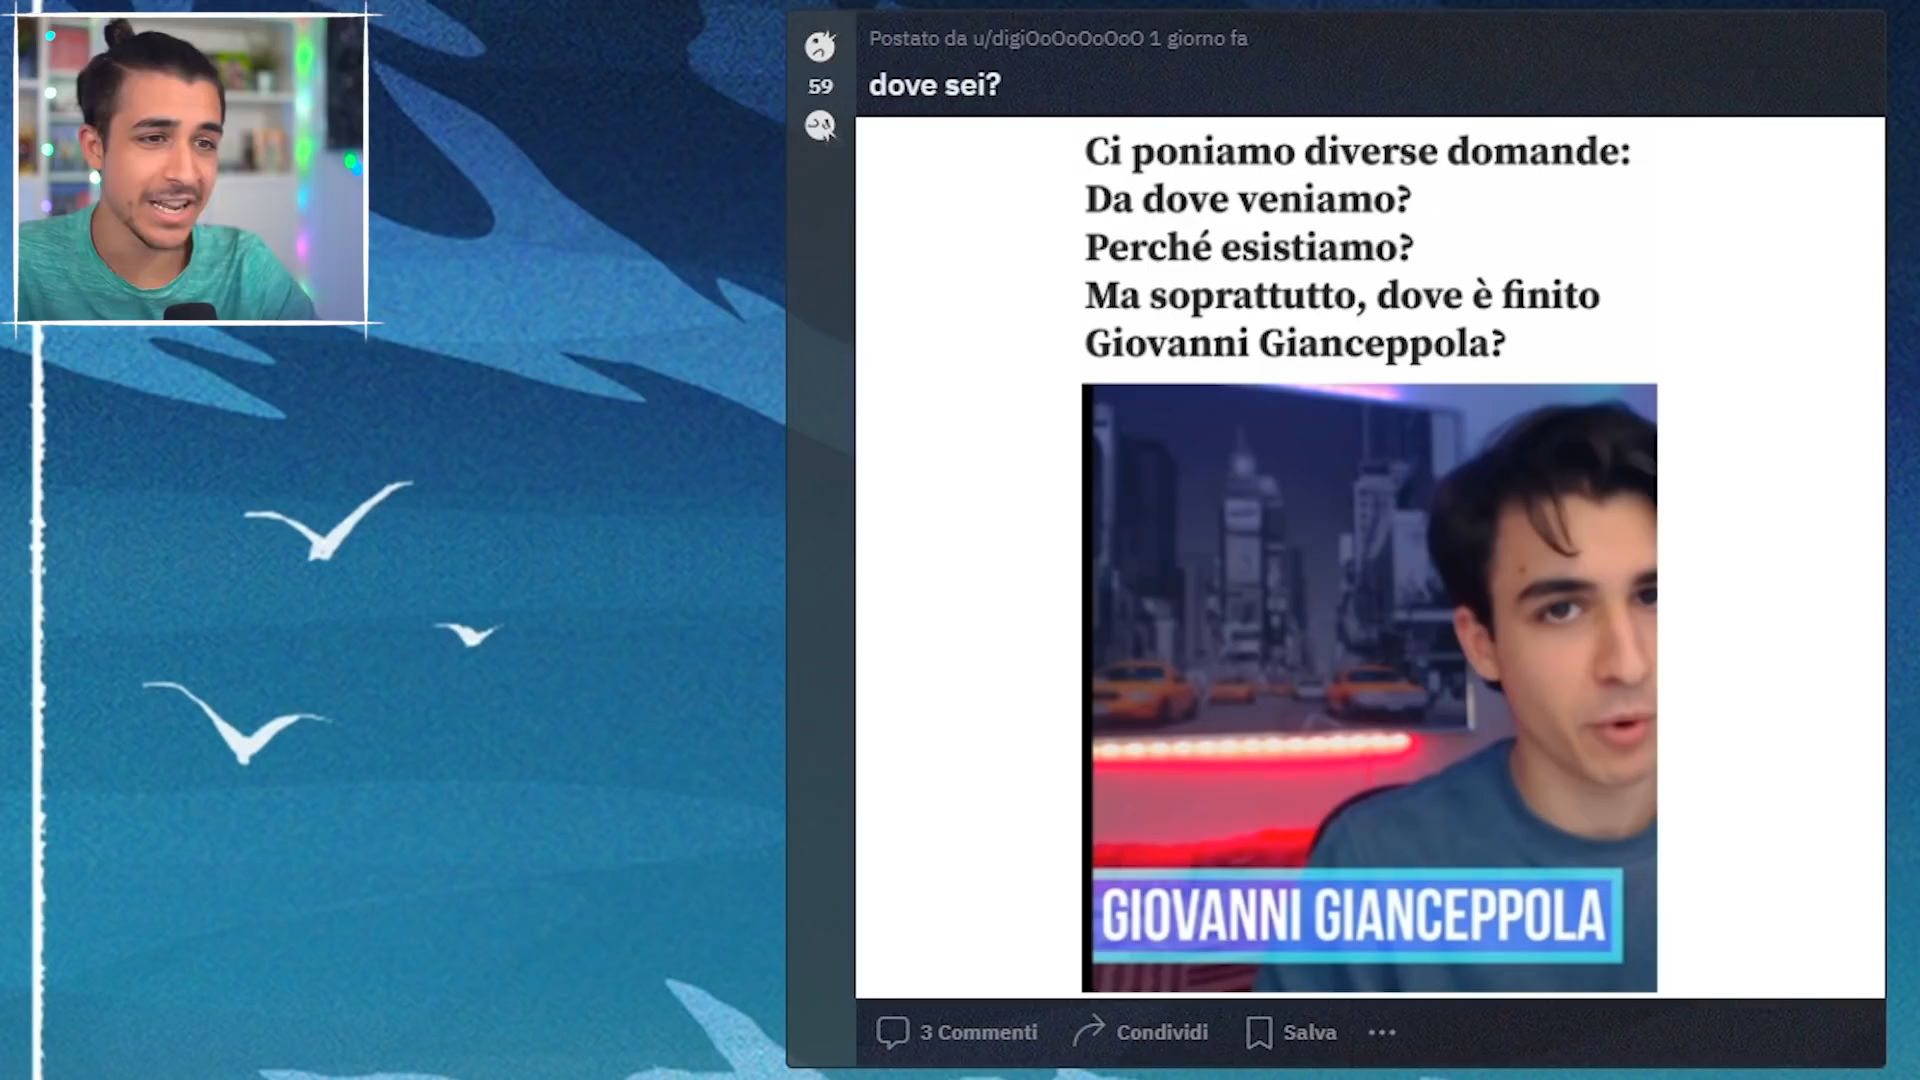 Postato da u/digiOoOoOoOoO 1 giorno fa
59
dove sei?
Ci poniamo diverse domande:
Da dove veniamo?
Perché esistiamo?
Ma soprattutto, dove è finito
Giovanni Gianceppola?
GIOVANNI GIANCEPPOLA
3 Commenti
Condividi
Salva